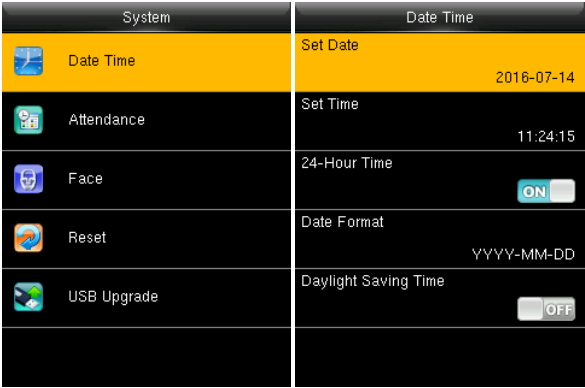 System
Date Time
Attendance
Face
Reset
USB Upgrade
Date Time
Set Date
2016-07-14
Set Time
11:24:15
24-Hour Time
ON
Date Format
YYYY-MM-DD
Daylight Saving Time
OFF